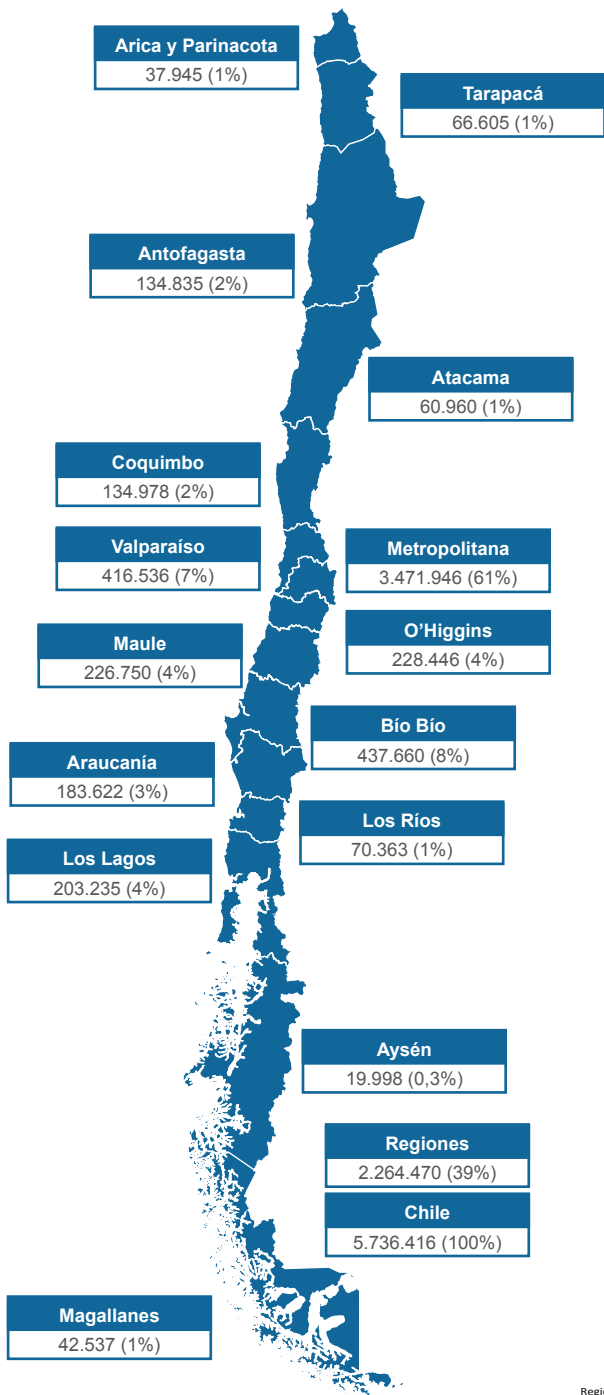 Arica y Parinacota
37.945 (1%)
Tarapacá
66.605 (1%)
Antofagasta
134.835 (2%)
Atacama
60.960 (1%)
Coquimbo
134.978 (2%)
Valparaíso
416.536 (7%)
Metropolitana
3.471.946 (61%)
O’Higgins
228.446 (4%)
Maule
226.750 (4%)
Bío Bío
437.660 (8%)
Araucanía
183.622 (3%)
Los Ríos
70.363 (1%)
Los Lagos
203.235 (4%)
Aysén
19.998 (0,3%)
Regiones
2.264.470 (39%)
Chile
5.736.416 (100%)
Magallanes
42.537 (1%)
Regi